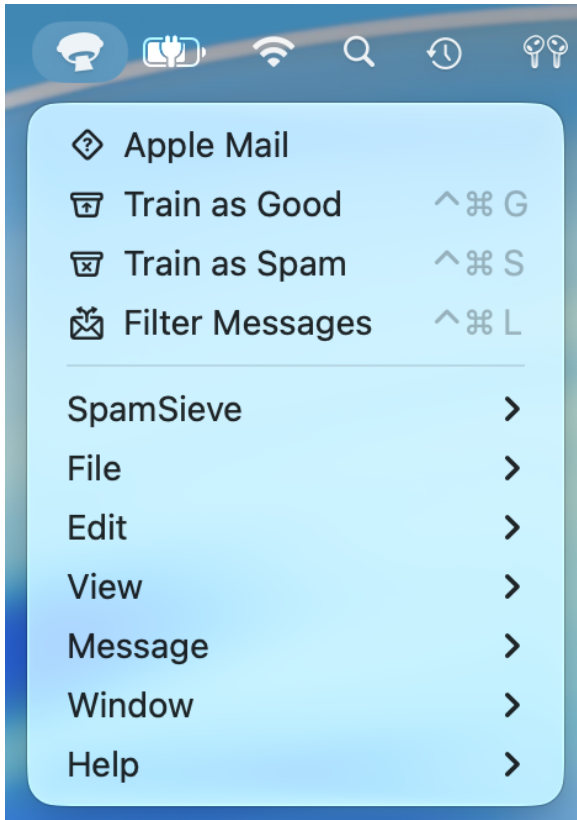 Apple Mail
Train as Good ^⌘ G
Train as Spam ^⌘ S
Filter Messages ^⌘ L
SpamSieve
File
Edit
View
Message
Window
Help